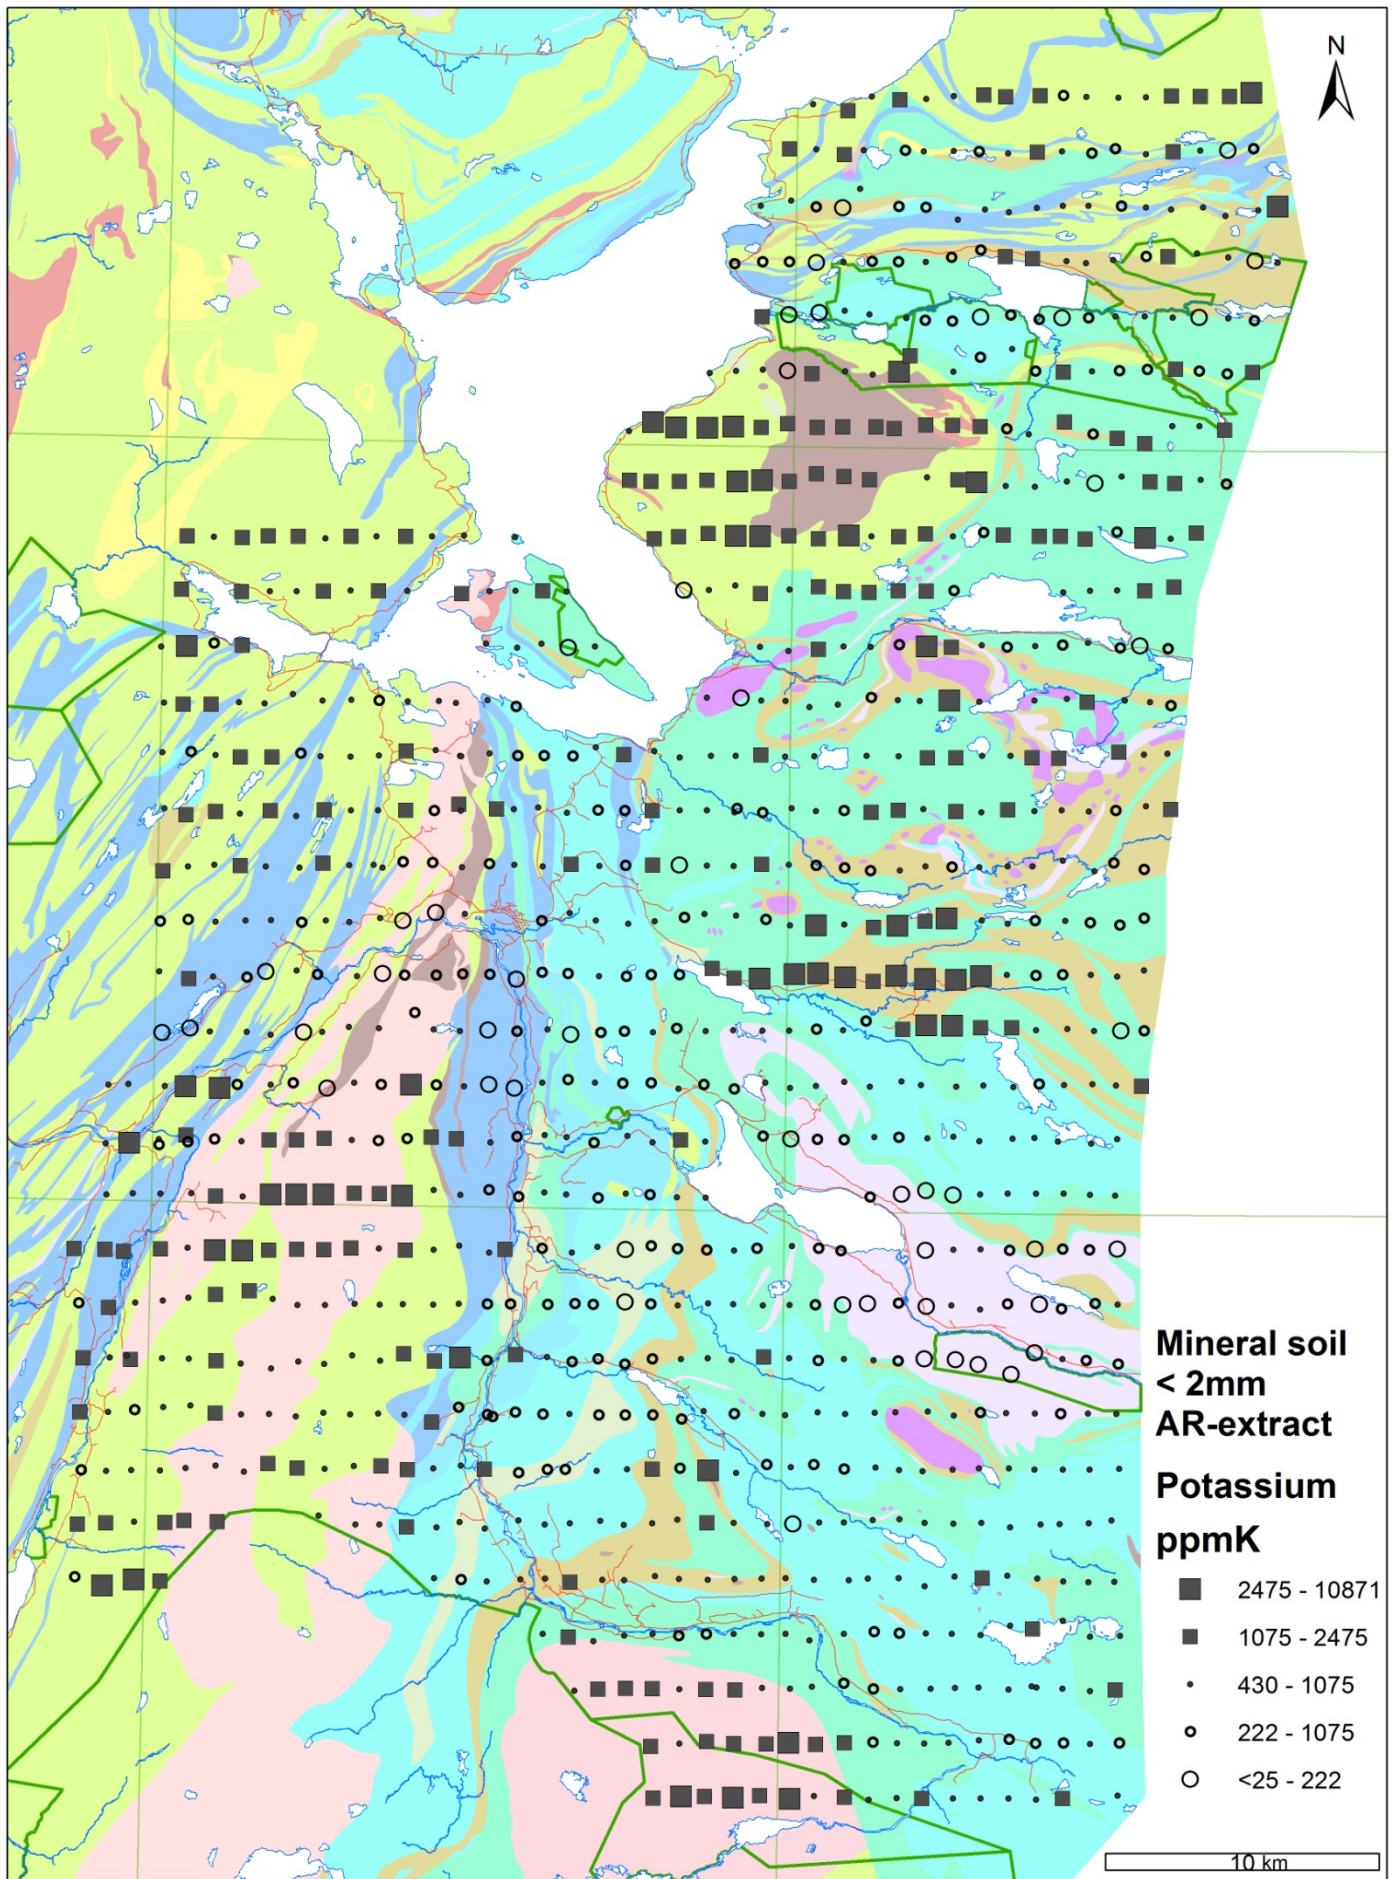 N
Mineral soil
< 2mm
AR-extract
Potassium
ppmK
2475 - 10871
1075 - 2475
430 - 1075
222 - 1075
<25 - 222
10 km